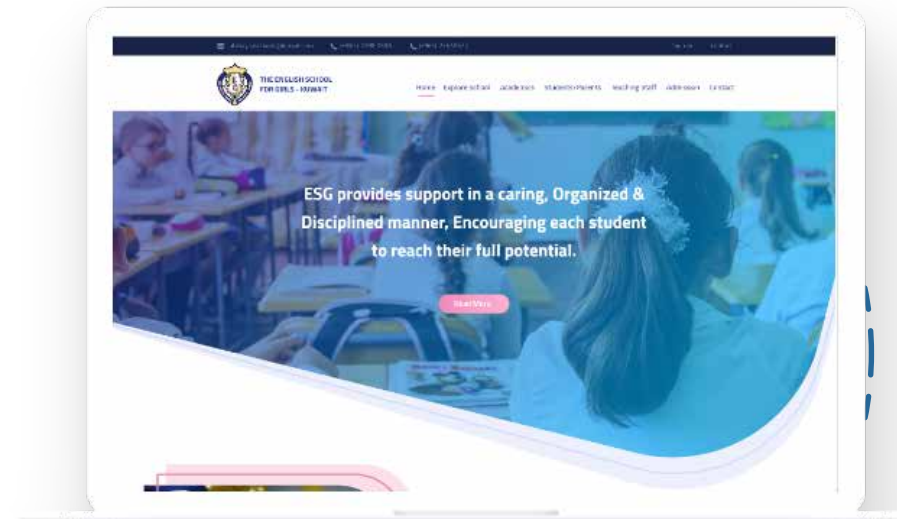 THE ENGLISH SCHOOL
FOR GIRLS - KUWAIT
Home Explore school Academics Students/Parents Teaching Staff Admission Contact
ESG provides support in a caring, Organized &
Disciplined manner, Encouraging each student
to reach their full potential.
Read More